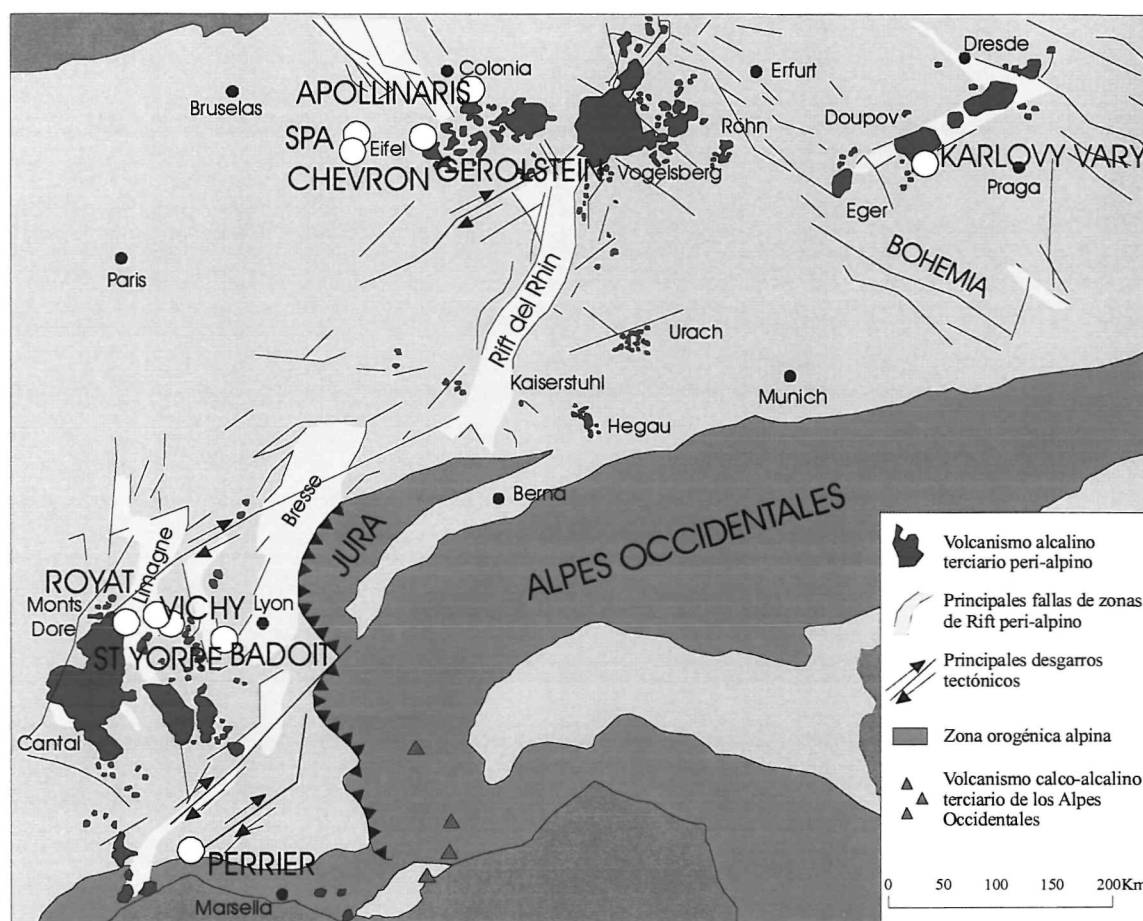 Dresde
Colonia
Erfurt
APOLLINARIS
Bruselas
Doupov
Röhn
SPA
Eifel
KARLOVY VARY
GEROLSTEIN
Vogelsberg
CHEVRON
Praga
Eger
BOHEMIA
Paris
Rift del Rhin
Urach
Kaiserstuhl
Munich
Hegau
Berna
Bresse
JURA
ALPES OCCIDENTALES
Limagne
ROYAT
Monts
Dore
VICHY
Lyon
ST YORRE
BADOIT
Cantal
PERRIER
Marsella
Volcanismo alcalino
terciario peri-alpino
Principales fallas de zonas
de Rift peri-alpino
Principales desgarros
tectónicos
Zona orogénica alpina
Volcanismo calco-alcalino
terciario de los Alpes
Occidentales
0 50 100 150 200Km